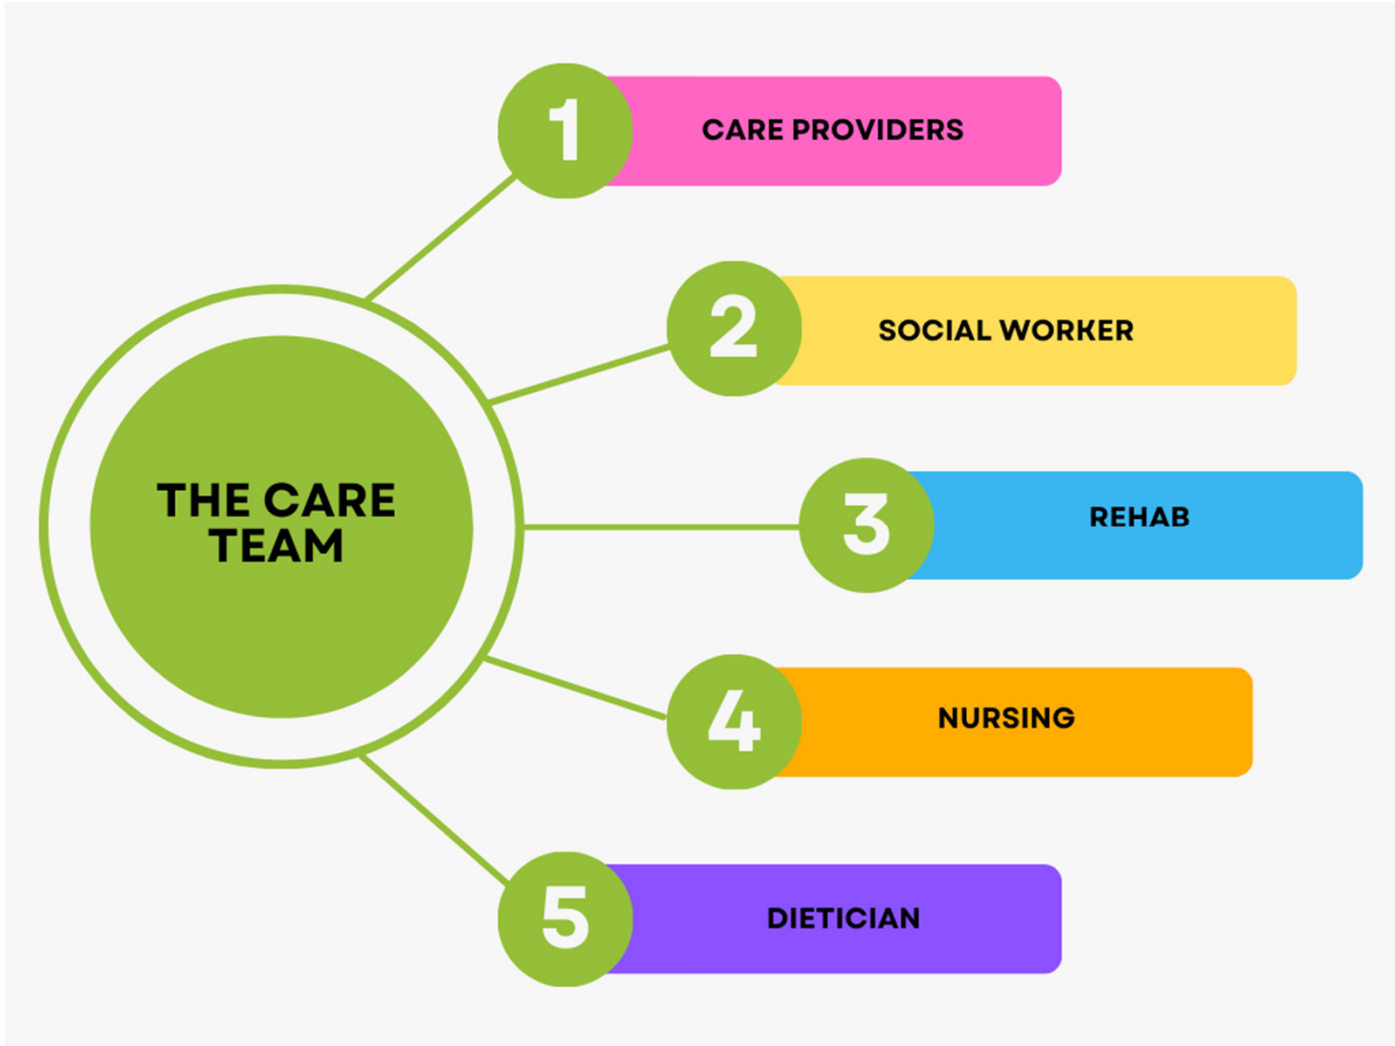 1
CARE PROVIDERS
2
SOCIAL WORKER
THE CARE
TEAM
3
REHAB
4
NURSING
5
DIETICIAN